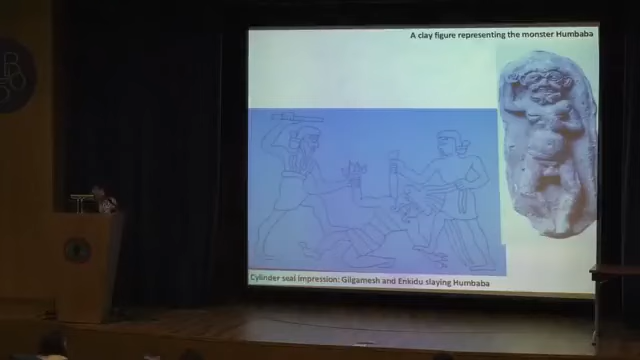 A clay figure representing the monster Humbaba
Cylinder seal impression: Gilgamesh and Enkidu slaying Humbaba